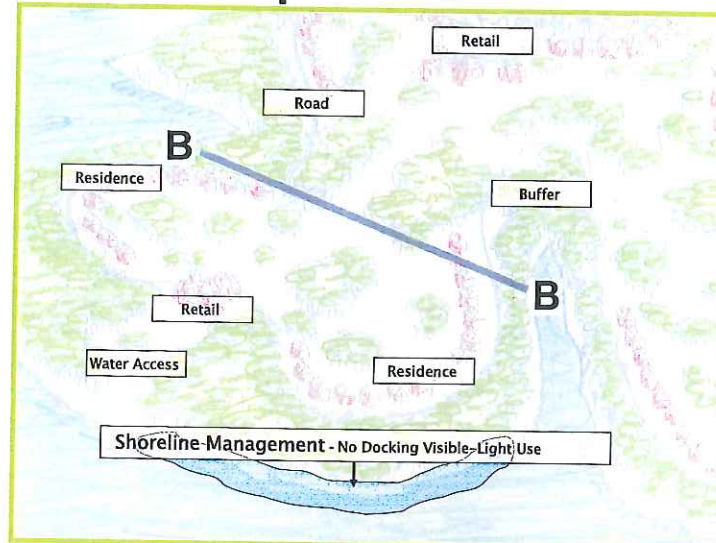 Retail
Road
B
Residence
Buffer
B
Retail
Water Access
Residence
Shoreline Management - No Docking Visible-Light Use